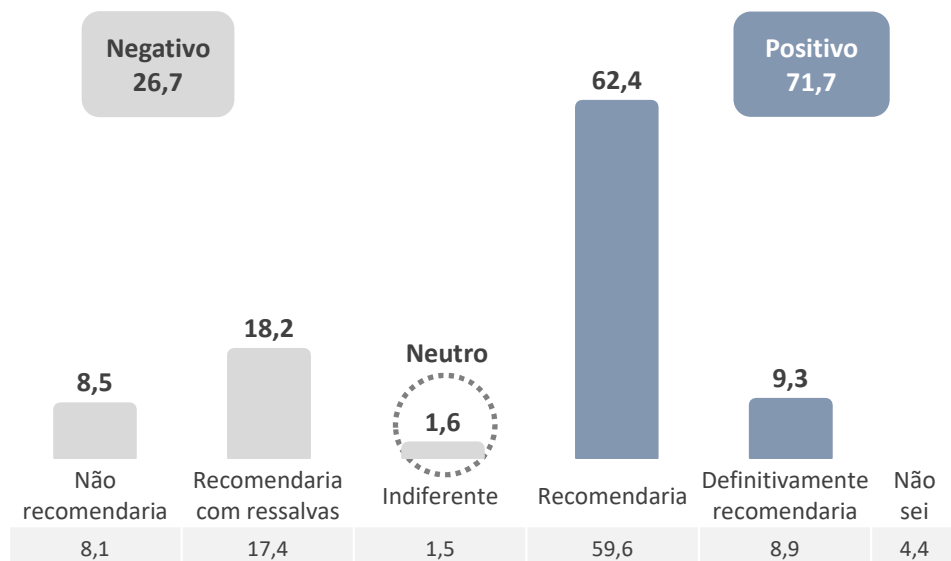 Negativo
26,7
Positivo
71,7
62,4
18,2
Neutro
8,5
1,6
9,3
Não
recomendaria
Recomendaria
com ressalvas
Indiferente
Recomendaria
Definitivamente
recomendaria
Não
sei
8,1
17,4
1,5
59,6
8,9
4,4